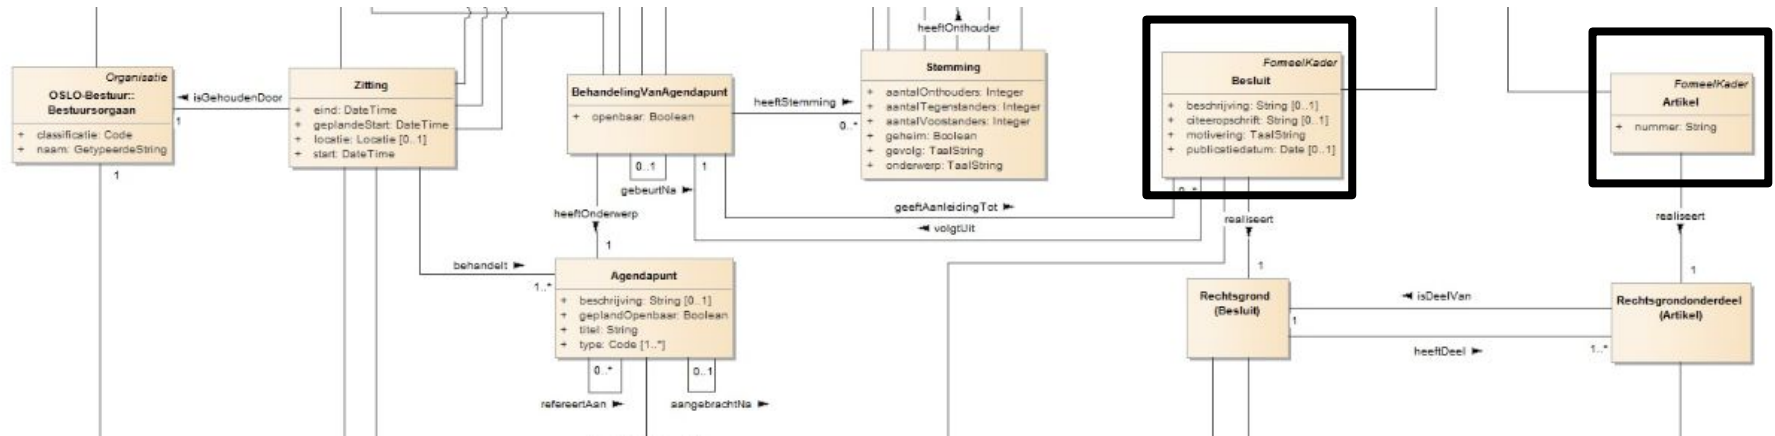 Organisatie
OSLO-Bestuur::
Bestuursorgaan
+ classificatie: Code
+ naam: GetypeerdeString
1
◄ isGehoudenDoor
1
Zitting
+ eind: DateTime
+ geplandeStart: DateTime
+ locatie: Locatie [0..1]
+ start: DateTime
behandelt ►
1..*
BehandelingVanAgendapunt
+ openbaar: Boolean
0..1
gebeurtNa ►
1
heeftOnderwerp
1
heeftStemming ►
0..*
heeftOnthouder
Stemming
+ aantalOnthouders: Integer
+ aantalTegenstanders: Integer
+ aantalVoorstanders: Integer
+ geheim: Boolean
+ gevolg: TaalString
+ onderwerp: TaalString
geeftAanleidingTot ►
◄ volgtUit
Agendapunt
+ beschrijving: String [0..1]
+ geplandOpenbaar: Boolean
+ titel: String
+ type: Code [1..*]
0..*
0..1
refereertAan ►
aangebrachtNa ►
FormeelKader
Besluit
+ beschrijving: String [0..1]
+ citeeropschrift: String [0..1]
+ motivering: TaalString
+ publicatiedatum: Date [0..1]
0..*
realiseert
1
Rechtsgrond
(Besluit)
1
◄ isDeelVan
heeftDeel ►
1..*
FormeelKader
Artikel
+ nummer: String
realiseert
1
Rechtsgrondonderdeel
(Artikel)